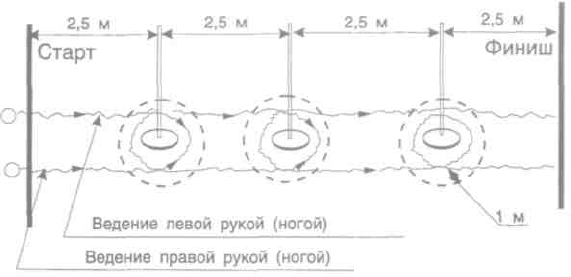 2,5 м 2,5 м 2,5 м 2,5 м
Старт Финиш
1 м
Ведение левой рукой (ногой)
Ведение правой рукой (ногой)